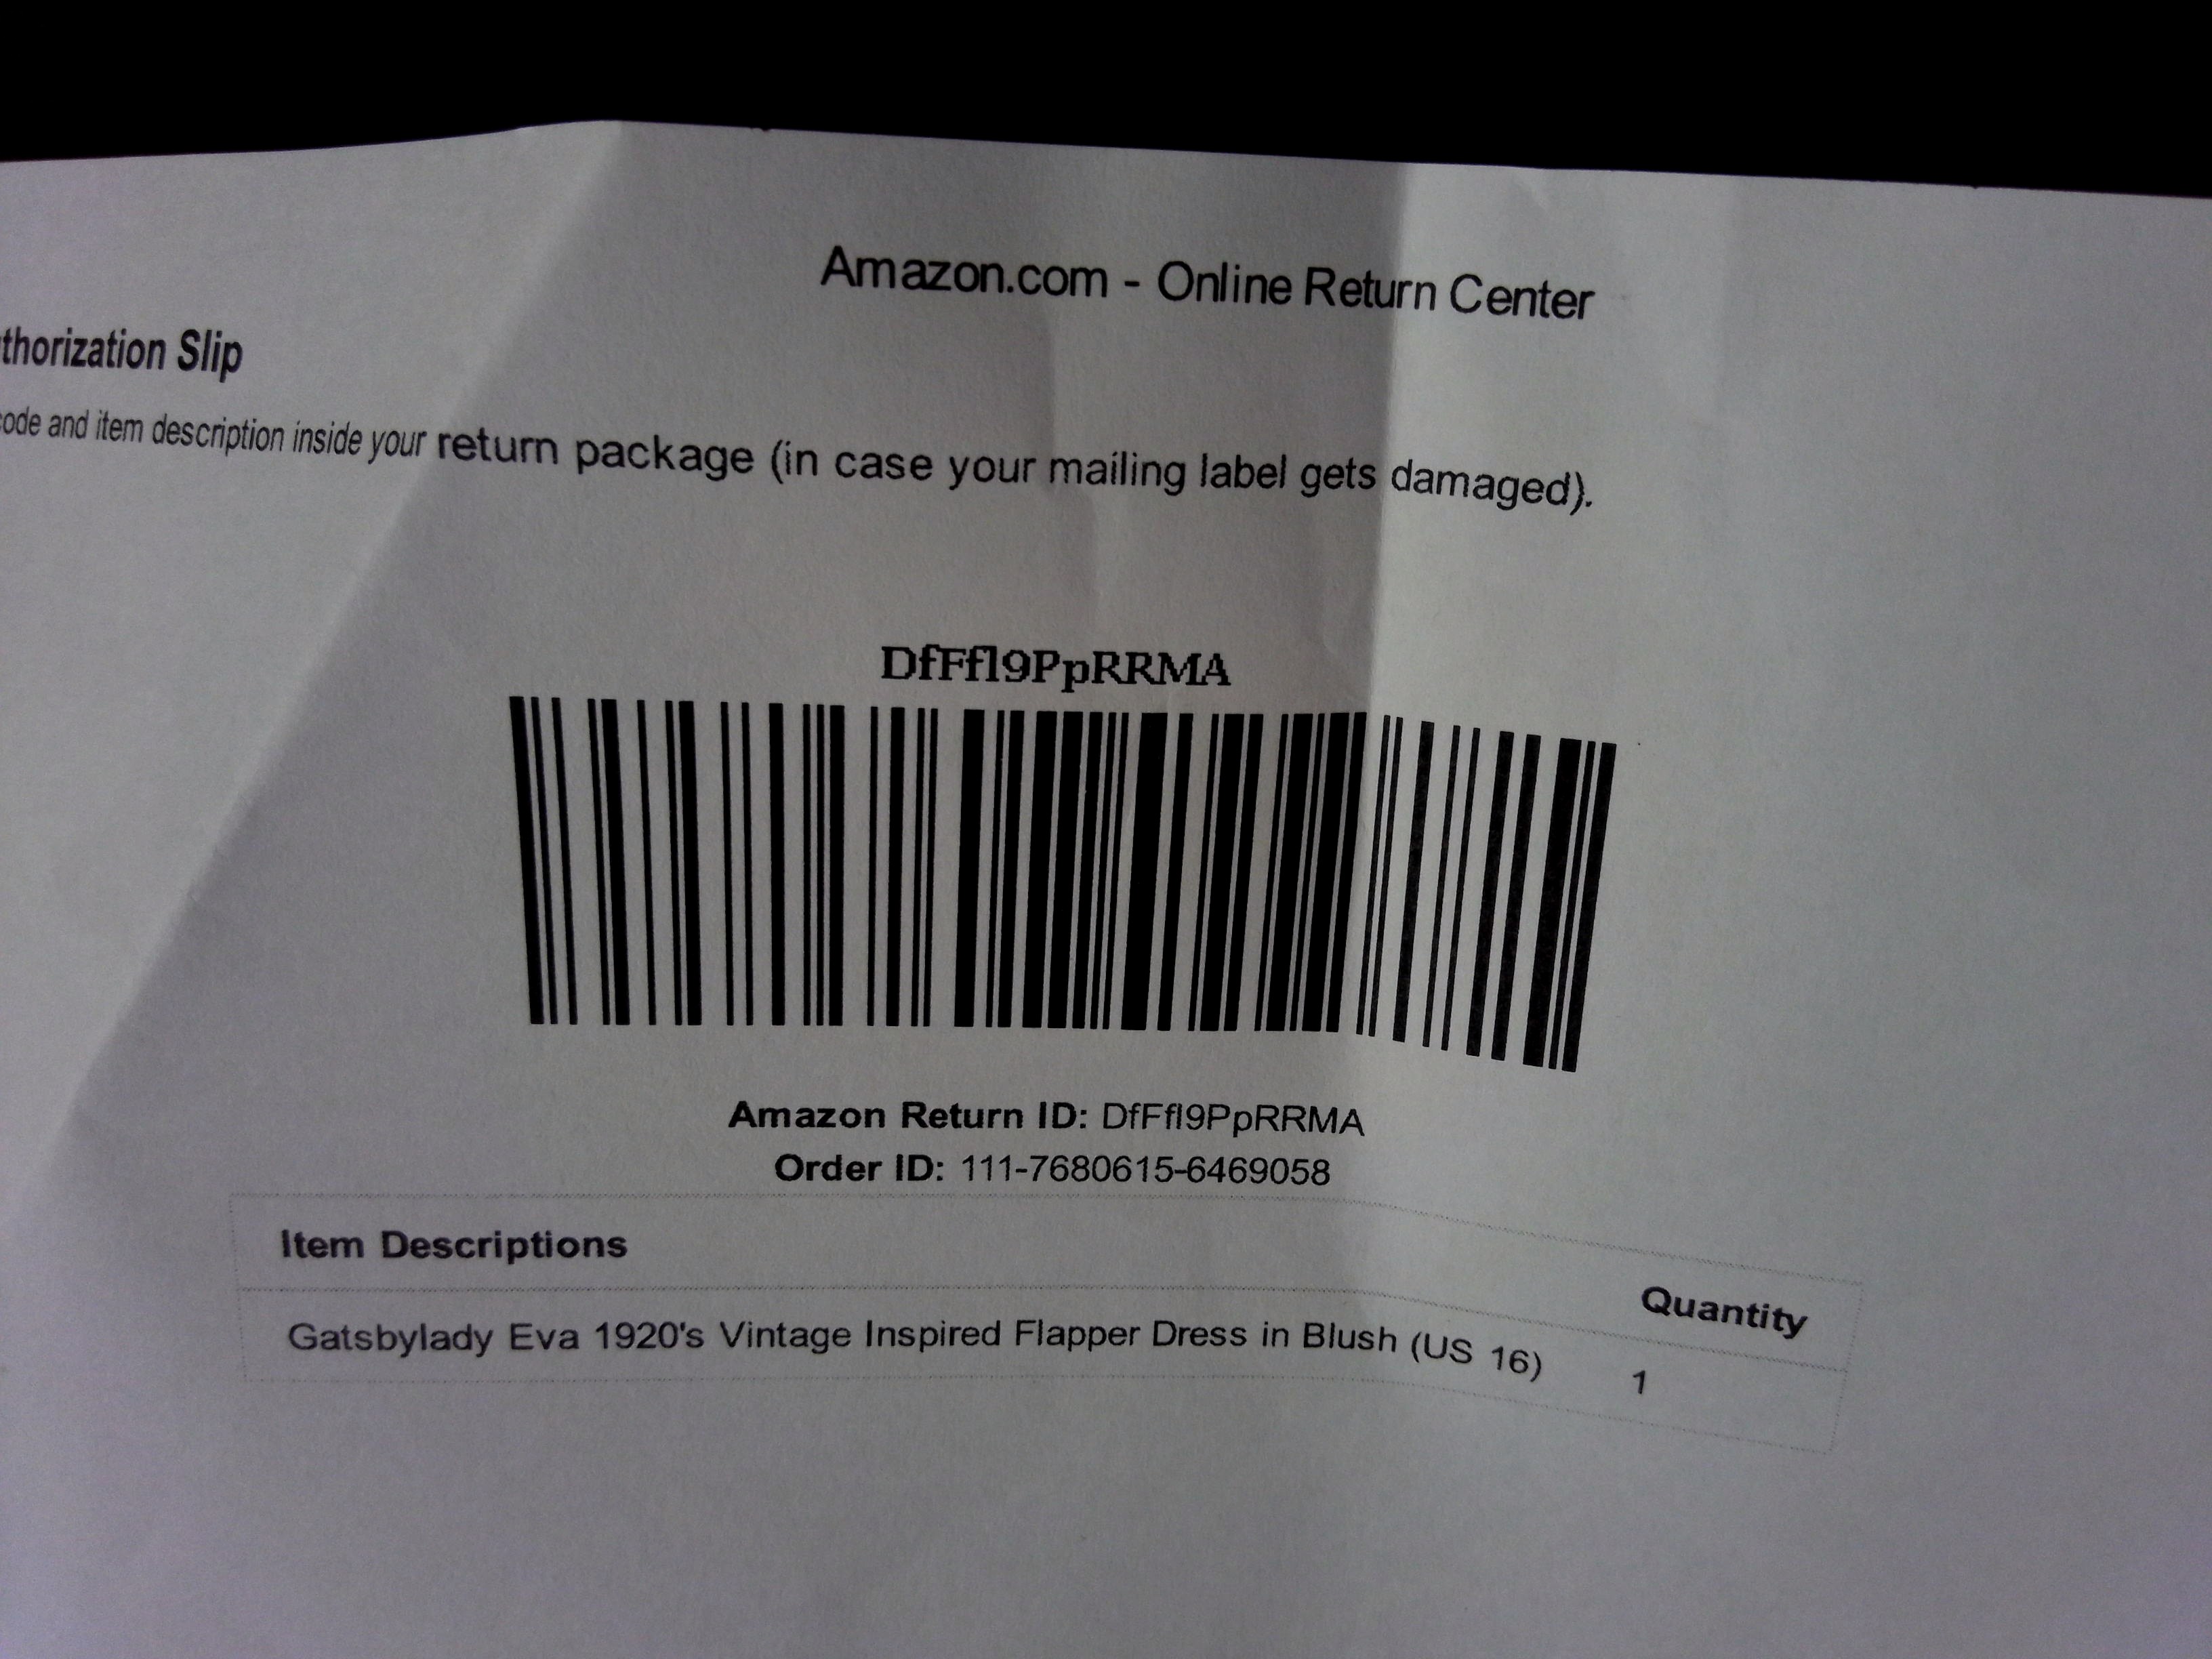 Amazon.com - Online Return Center
thorization Slip
code and item description inside your return package (in case your mailing label gets damaged).
DfFfl9PpRRMA
Amazon Return ID: DfFfl9PpRRMA
Order ID: 111-7680615-6469058
Item Descriptions Quantity
Gatsbylady Eva 1920's Vintage Inspired Flapper Dress in Blush (US 16) 1